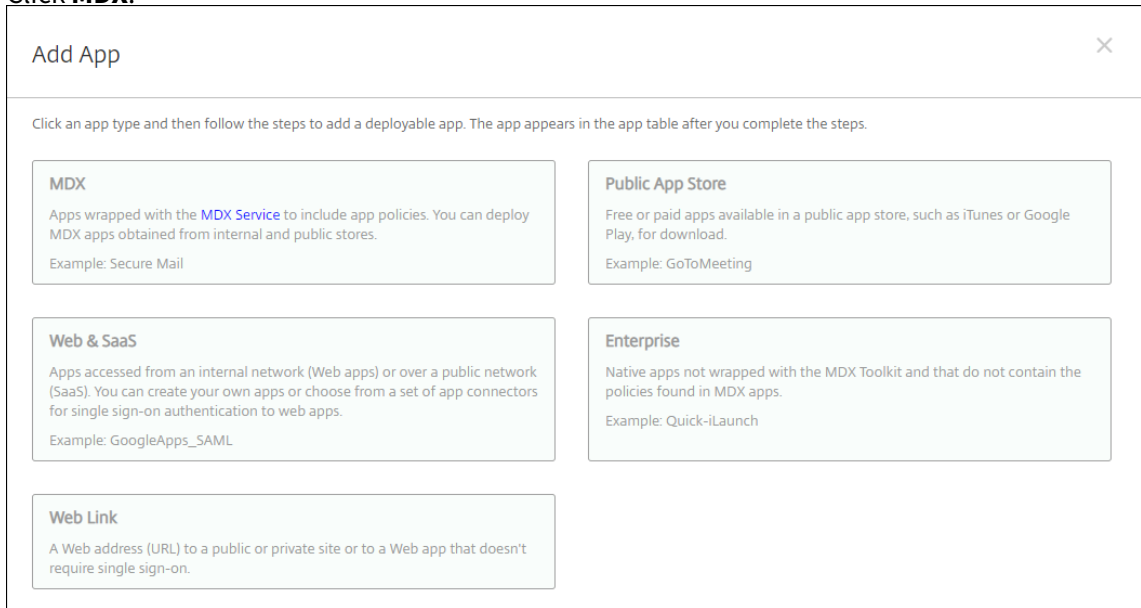 Click MDX.
Add App
Click an app type and then follow the steps to add a deployable app. The app appears in the app table after you complete the steps.
MDX
Apps wrapped with the MDX Service to include app policies. You can deploy
MDX apps obtained from internal and public stores.
Example: Secure Mail
Public App Store
Free or paid apps available in a public app store, such as iTunes or Google
Play, for download.
Example: GoToMeeting
Web & SaaS
Apps accessed from an internal network (Web apps) or over a public network
(SaaS). You can create your own apps or choose from a set of app connectors
for single sign-on authentication to web apps.
Example: GoogleApps_SAML
Enterprise
Native apps not wrapped with the MDX Toolkit and that do not contain the
policies found in MDX apps.
Example: Quick-iLaunch
Web Link
A Web address (URL) to a public or private site or to a Web app that doesn't
require single sign-on.